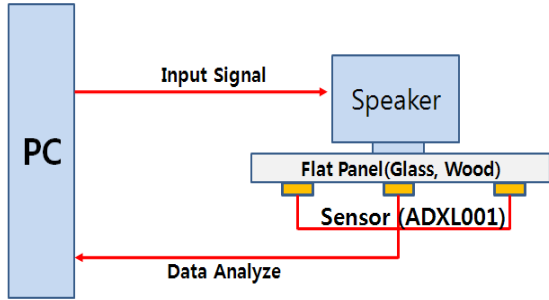 Input Signal
Speaker
PC
Flat Panel(Glass, Wood)
Sensor (ADXL001)
Data Analyze